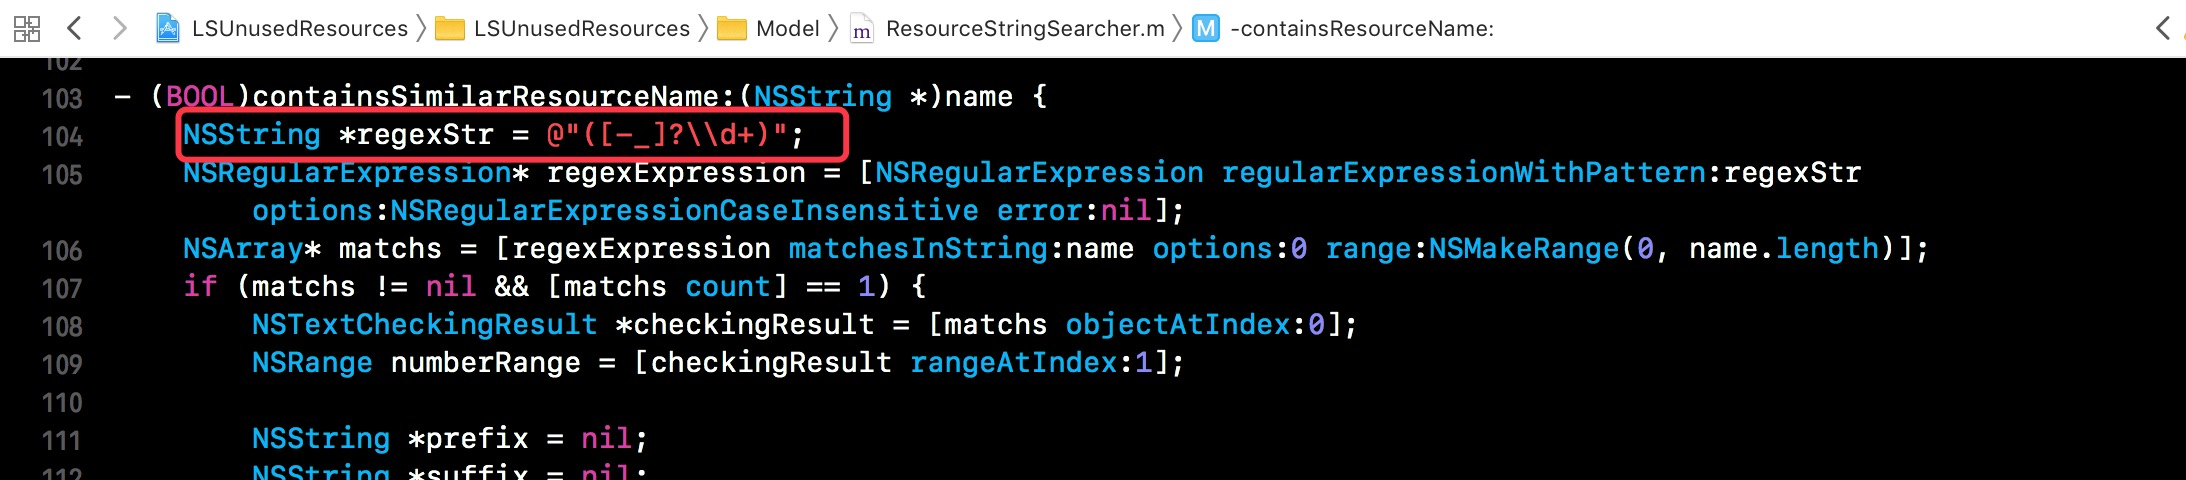 LSUnusedResources LSUnusedResources Model m ResourceStringSearcher.m M -containsResourceName:
102
103 - (BOOL)containsSimilarResourceName:(NSString *)name {
104 NSString *regexStr = @"([-_]?\\d+)";
105 NSRegularExpression* regexExpression = [NSRegularExpression regularExpressionWithPattern:regexStr
options:NSRegularExpressionCaseInsensitive error:nil];
106 NSArray* matchs = [regexExpression matchesInString:name options:0 range:NSMakeRange(0, name.length)];
107 if (matchs != nil && [matchs count] == 1) {
108 NSTextCheckingResult *checkingResult = [matchs objectAtIndex:0];
109 NSRange numberRange = [checkingResult rangeAtIndex:1];
110
111 NSString *prefix = nil;
112 NSString *suffix = nil;